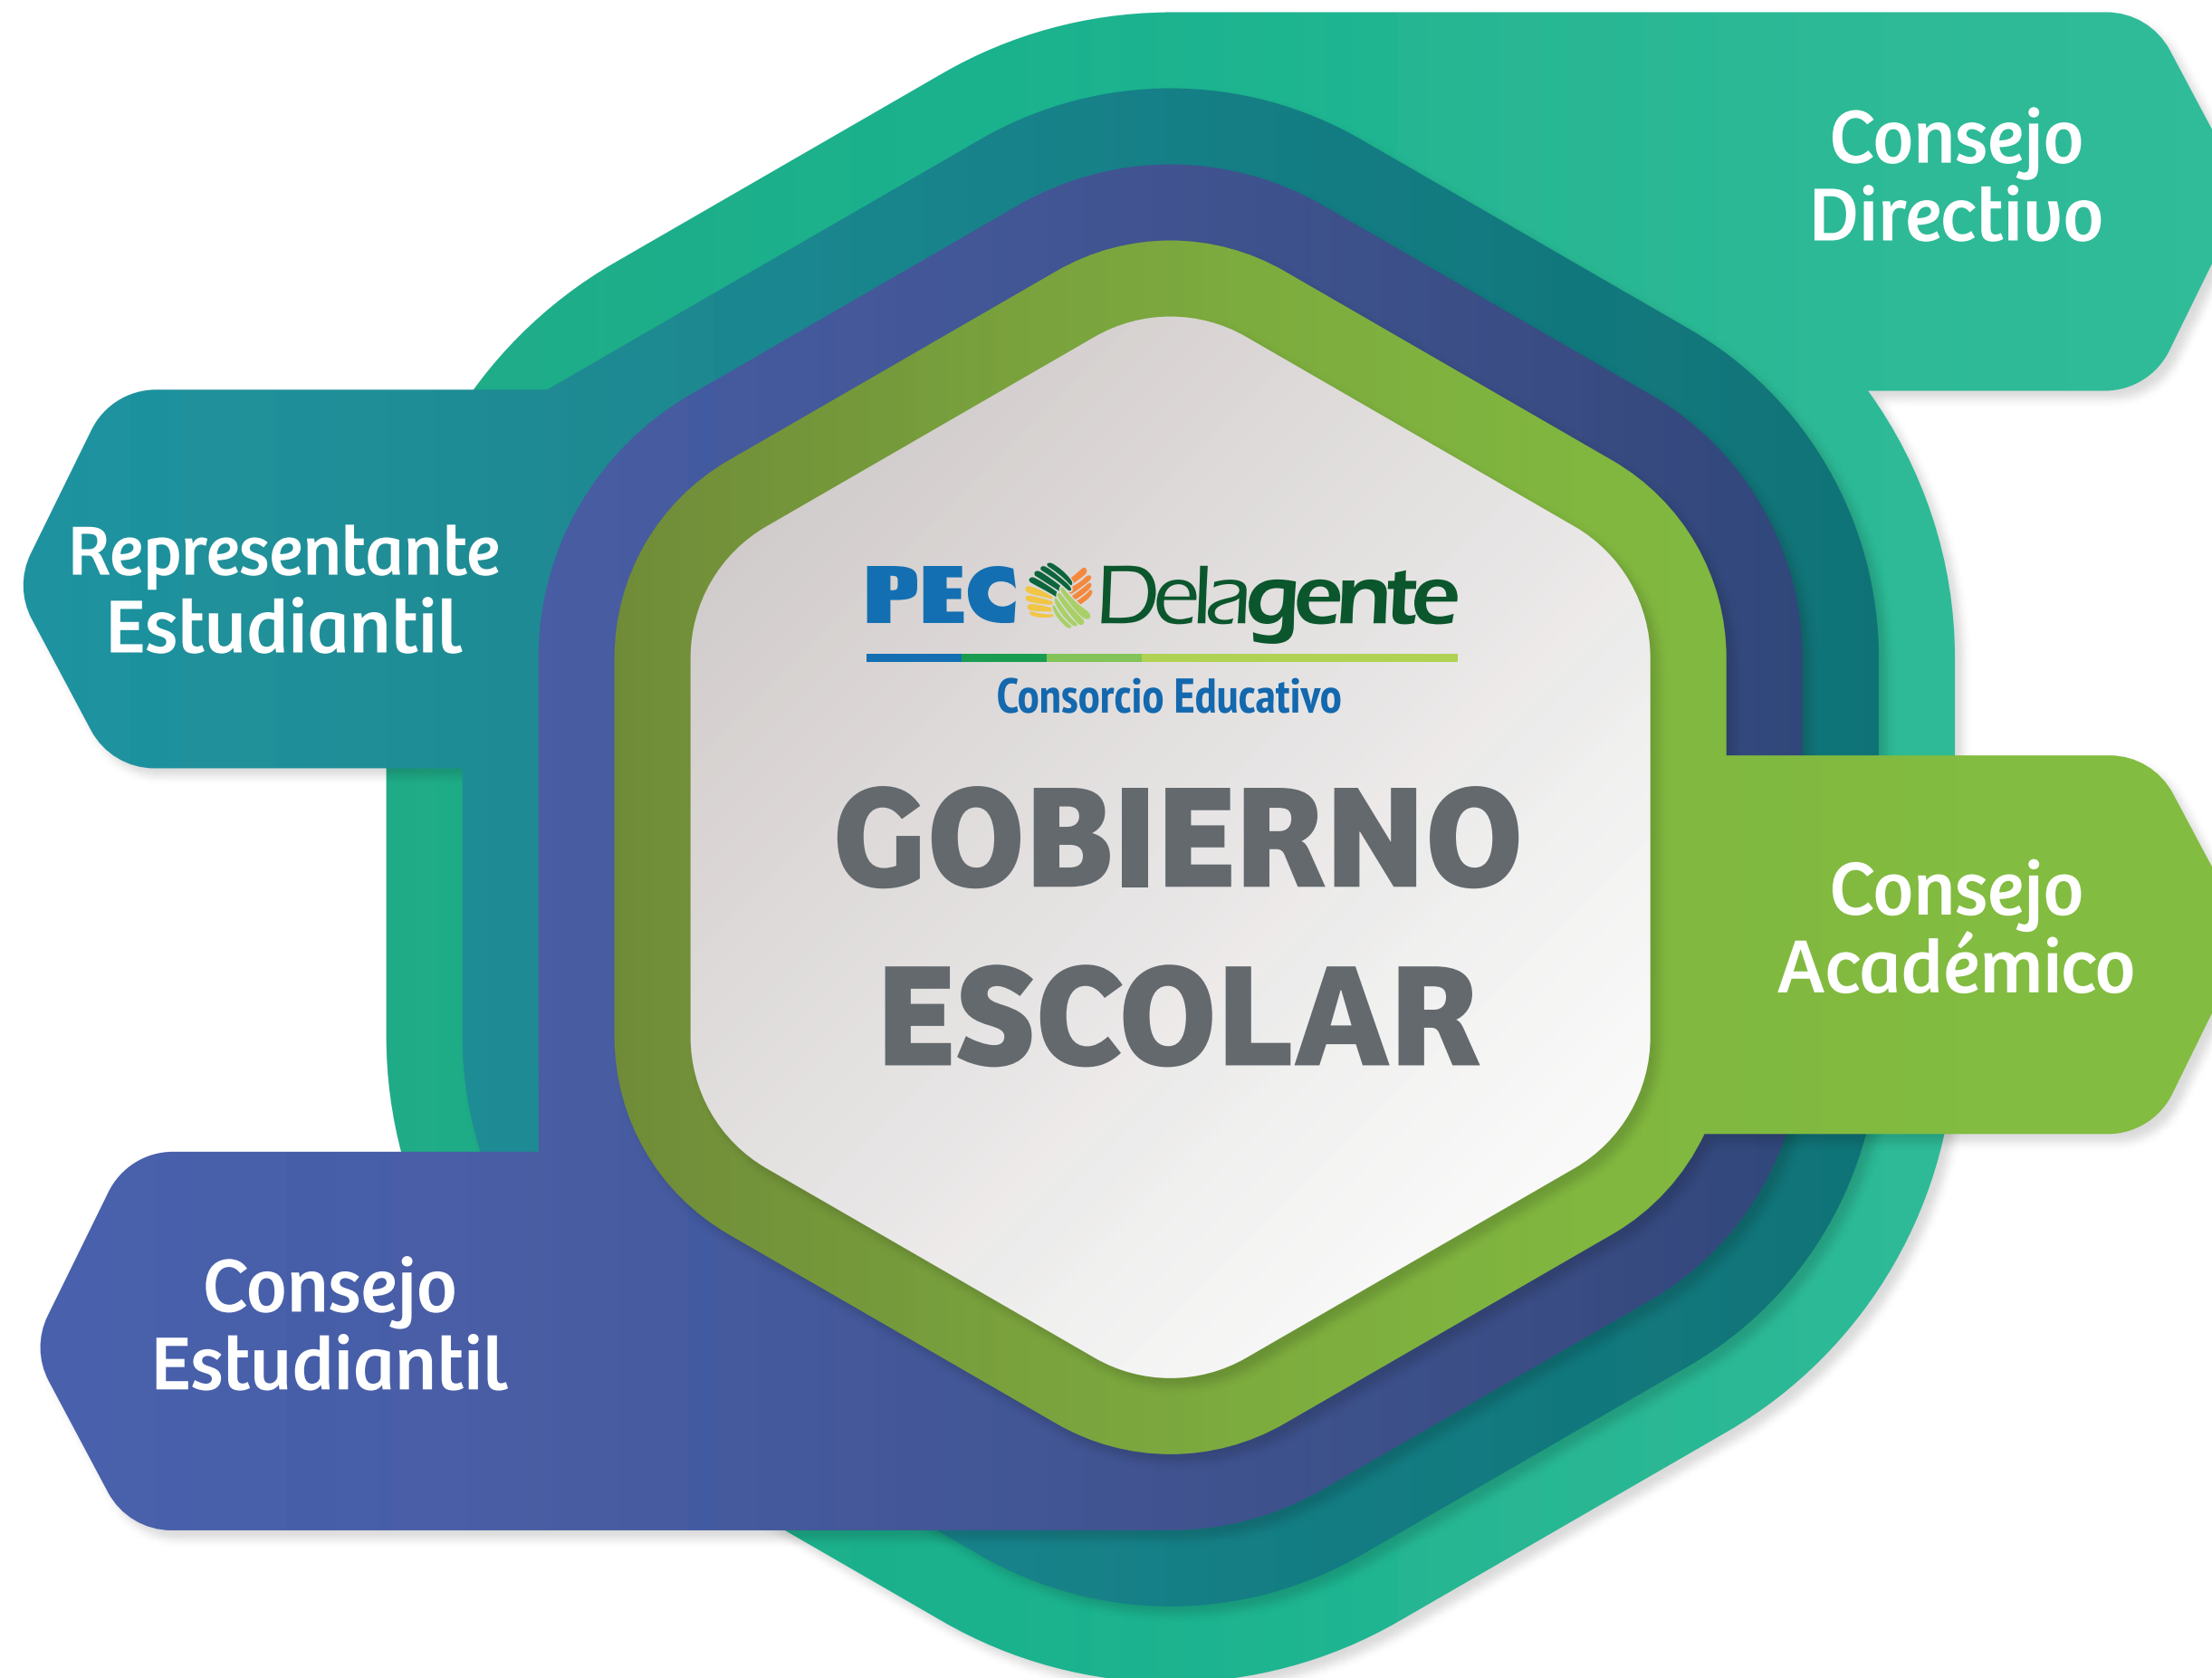 Consejo
Directivo
Representante
Estudiantil
PEC Delagente
Consorcio Educativo
GOBIERNO
ESCOLAR
Consejo
Académico
Consejo
Estudiantil